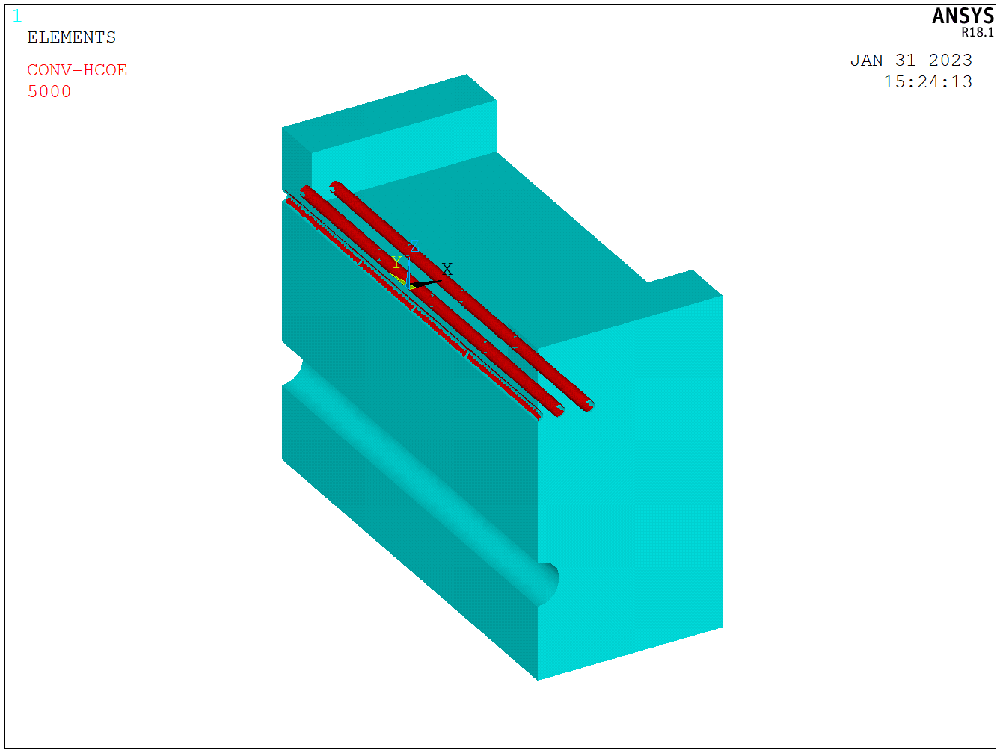 1
ELEMENTS
CONV-HCOE
5000
ANSYS
R18.1
JAN 31 2023
15:24:13
Z
Y
X